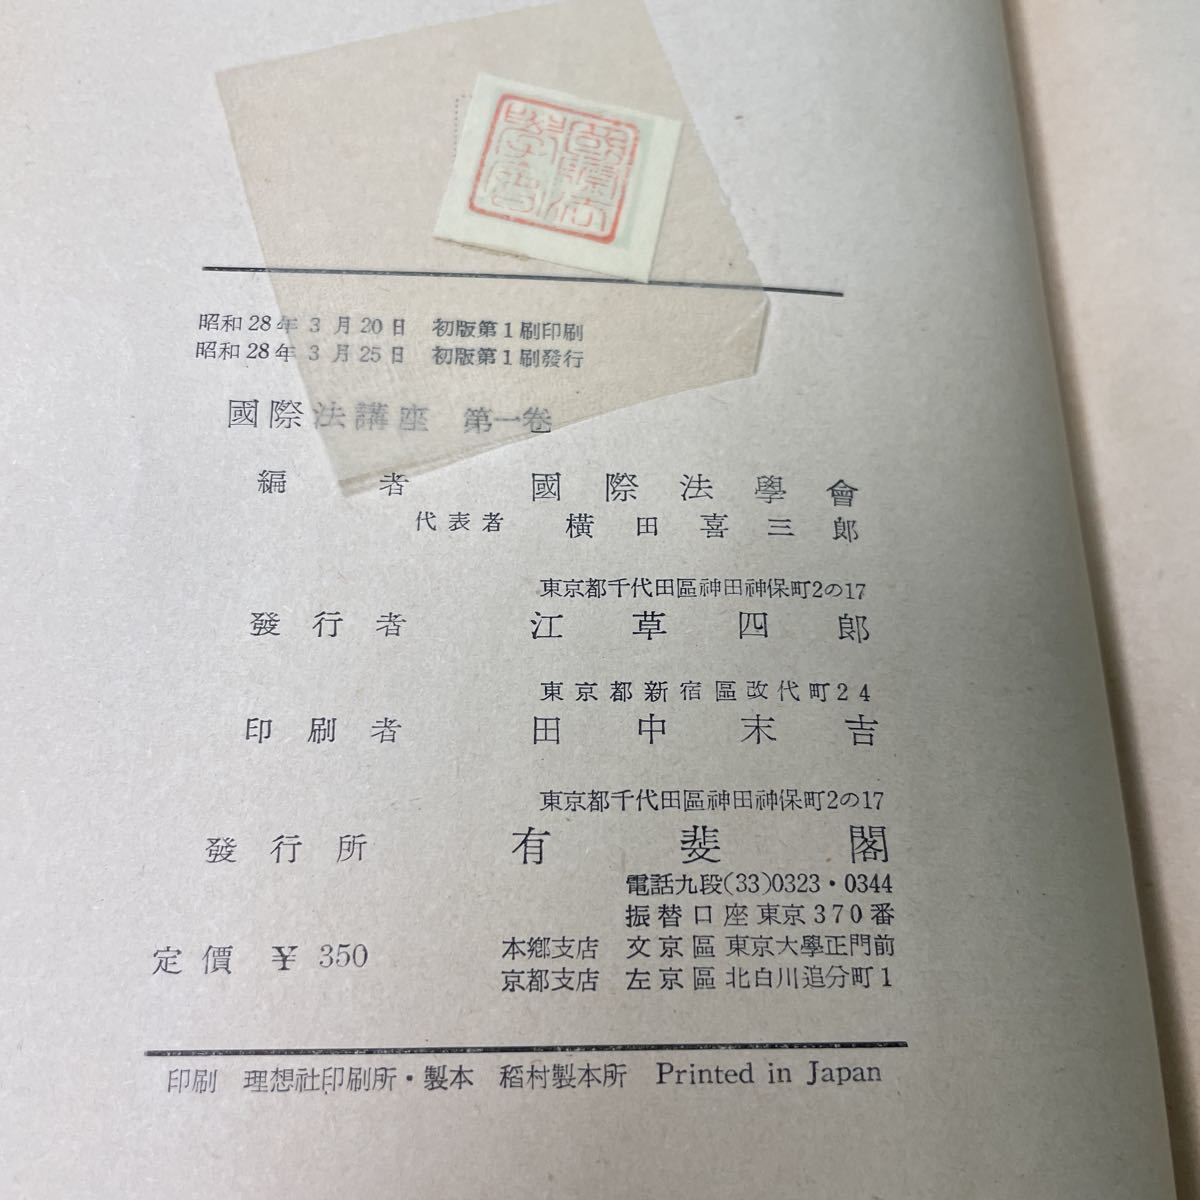 國際法學會
昭和28年3月20日 初版第1刷印刷
昭和28年3月25日 初版第1刷發行
國際法講座 第一卷
編者 國際法學會
代表者 橫田喜三郎
東京都千代田區神田神保町2の17
發行者 江草四郎
東京都新宿區改代町24
印刷者 田中末吉
東京都千代田區神田神保町2の17
發行所 有斐閣
電話九段(33)0323・0344
振替口座東京370番
定價 ¥350
本鄕支店 文京區 東京大學正門前
京都支店 左京區 北白川追分町1
印刷 理想社印刷所・製本 稻村製本所 Printed in Japan